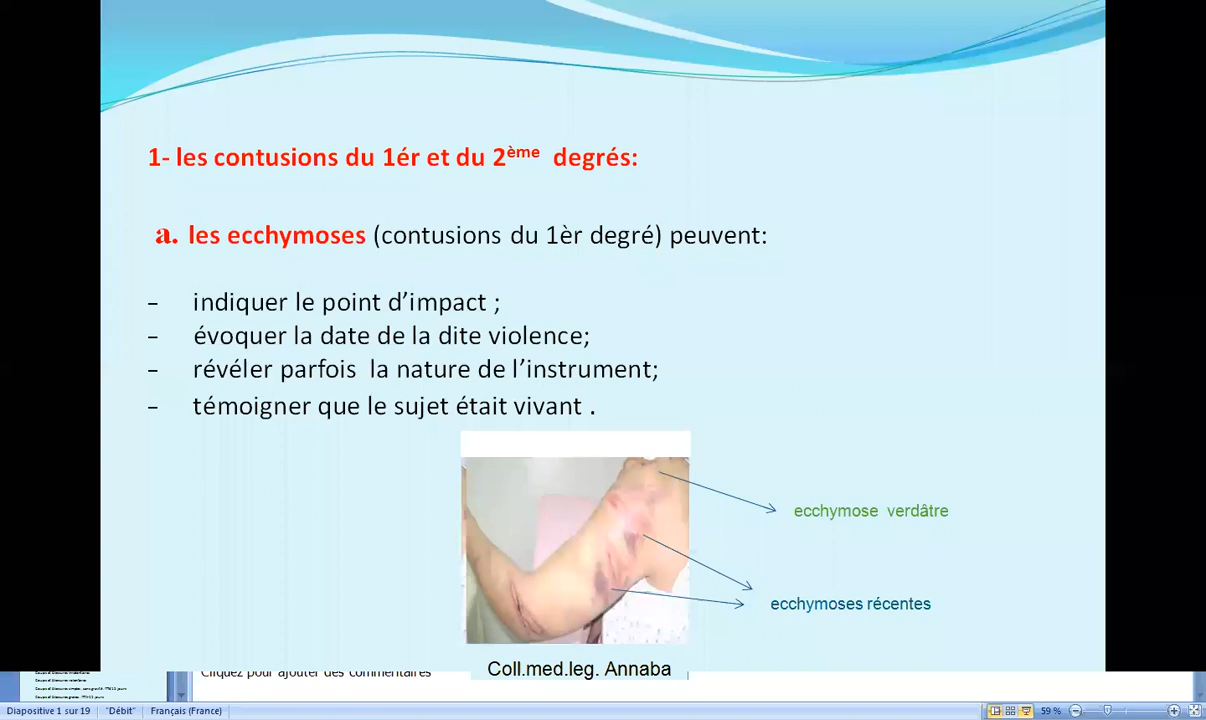 1- les contusions du 1ér et du 2ème degrés:
a. les ecchymoses (contusions du 1èr degré) peuvent:
- indiquer le point d’impact ;
- évoquer la date de la dite violence;
- révéler parfois la nature de l’instrument;
- témoigner que le sujet était vivant .
ecchymose verdâtre
ecchymoses récentes
Coll.med.leg. Annaba
Cliquez pour ajouter des commentaires
Diapositive 1 sur 19 "Débit" Français (France) 59 %